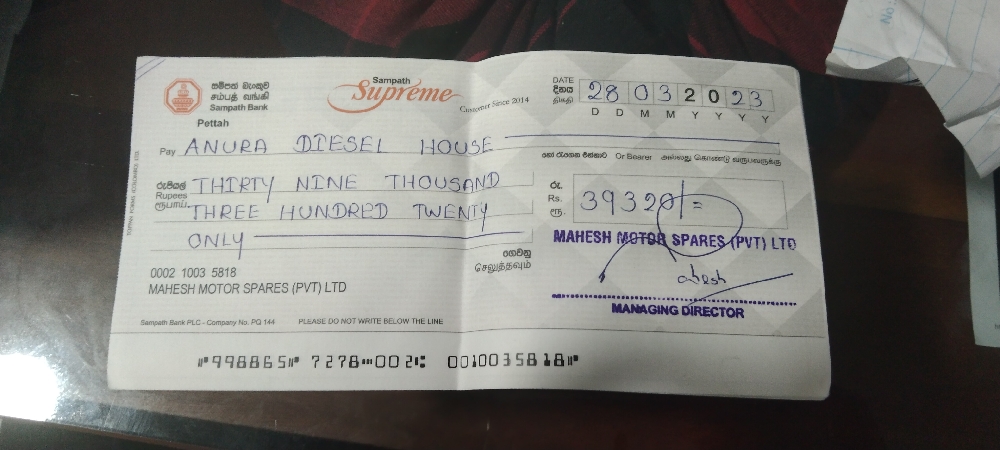 සම්පත් බැංකුව
சம்பத் வங்கி
Sampath Bank
Pettah
Sampath
Supreme
Customer Since 2014
DATE
දිනය
திகதி
28 03 2023
D D M M Y Y Y Y
Pay ANURA DIESEL HOUSE
හෝ රැගෙන එන්නාට Or Bearer அல்லது கொண்டு வருபவருக்கு
රුපියල්
Rupees
ரூபாய்
THIRTY NINE THOUSAND
THREE HUNDRED TWENTY
ONLY
රු.
Rs.
ரூ.
39320/=
ගෙවනු
செலுத்தவும்
MAHESH MOTOR SPARES (PVT) LTD
0002 1003 5818
MAHESH MOTOR SPARES (PVT) LTD
MANAGING DIRECTOR
Sampath Bank PLC - Company No. PQ 144
PLEASE DO NOT WRITE BELOW THE LINE
⑈998865⑈ 7278⑉002⑆ 0010035818⑈